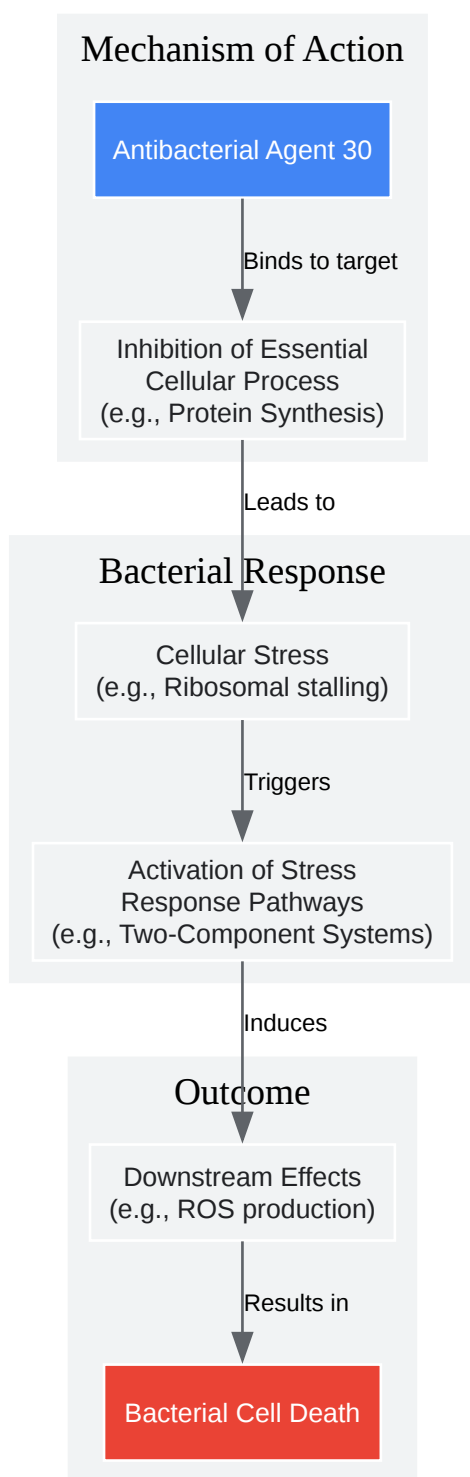 Mechanism of Action
Antibacterial Agent 30
Binds to target
Inhibition of Essential
Cellular Process
(e.g., Protein Synthesis)
Leads to
Bacterial Response
Cellular Stress
(e.g., Ribosomal stalling)
Triggers
Activation of Stress
Response Pathways
(e.g., Two-Component Systems)
Induces
Outcome
Downstream Effects
(e.g., ROS production)
Results in
Bacterial Cell Death